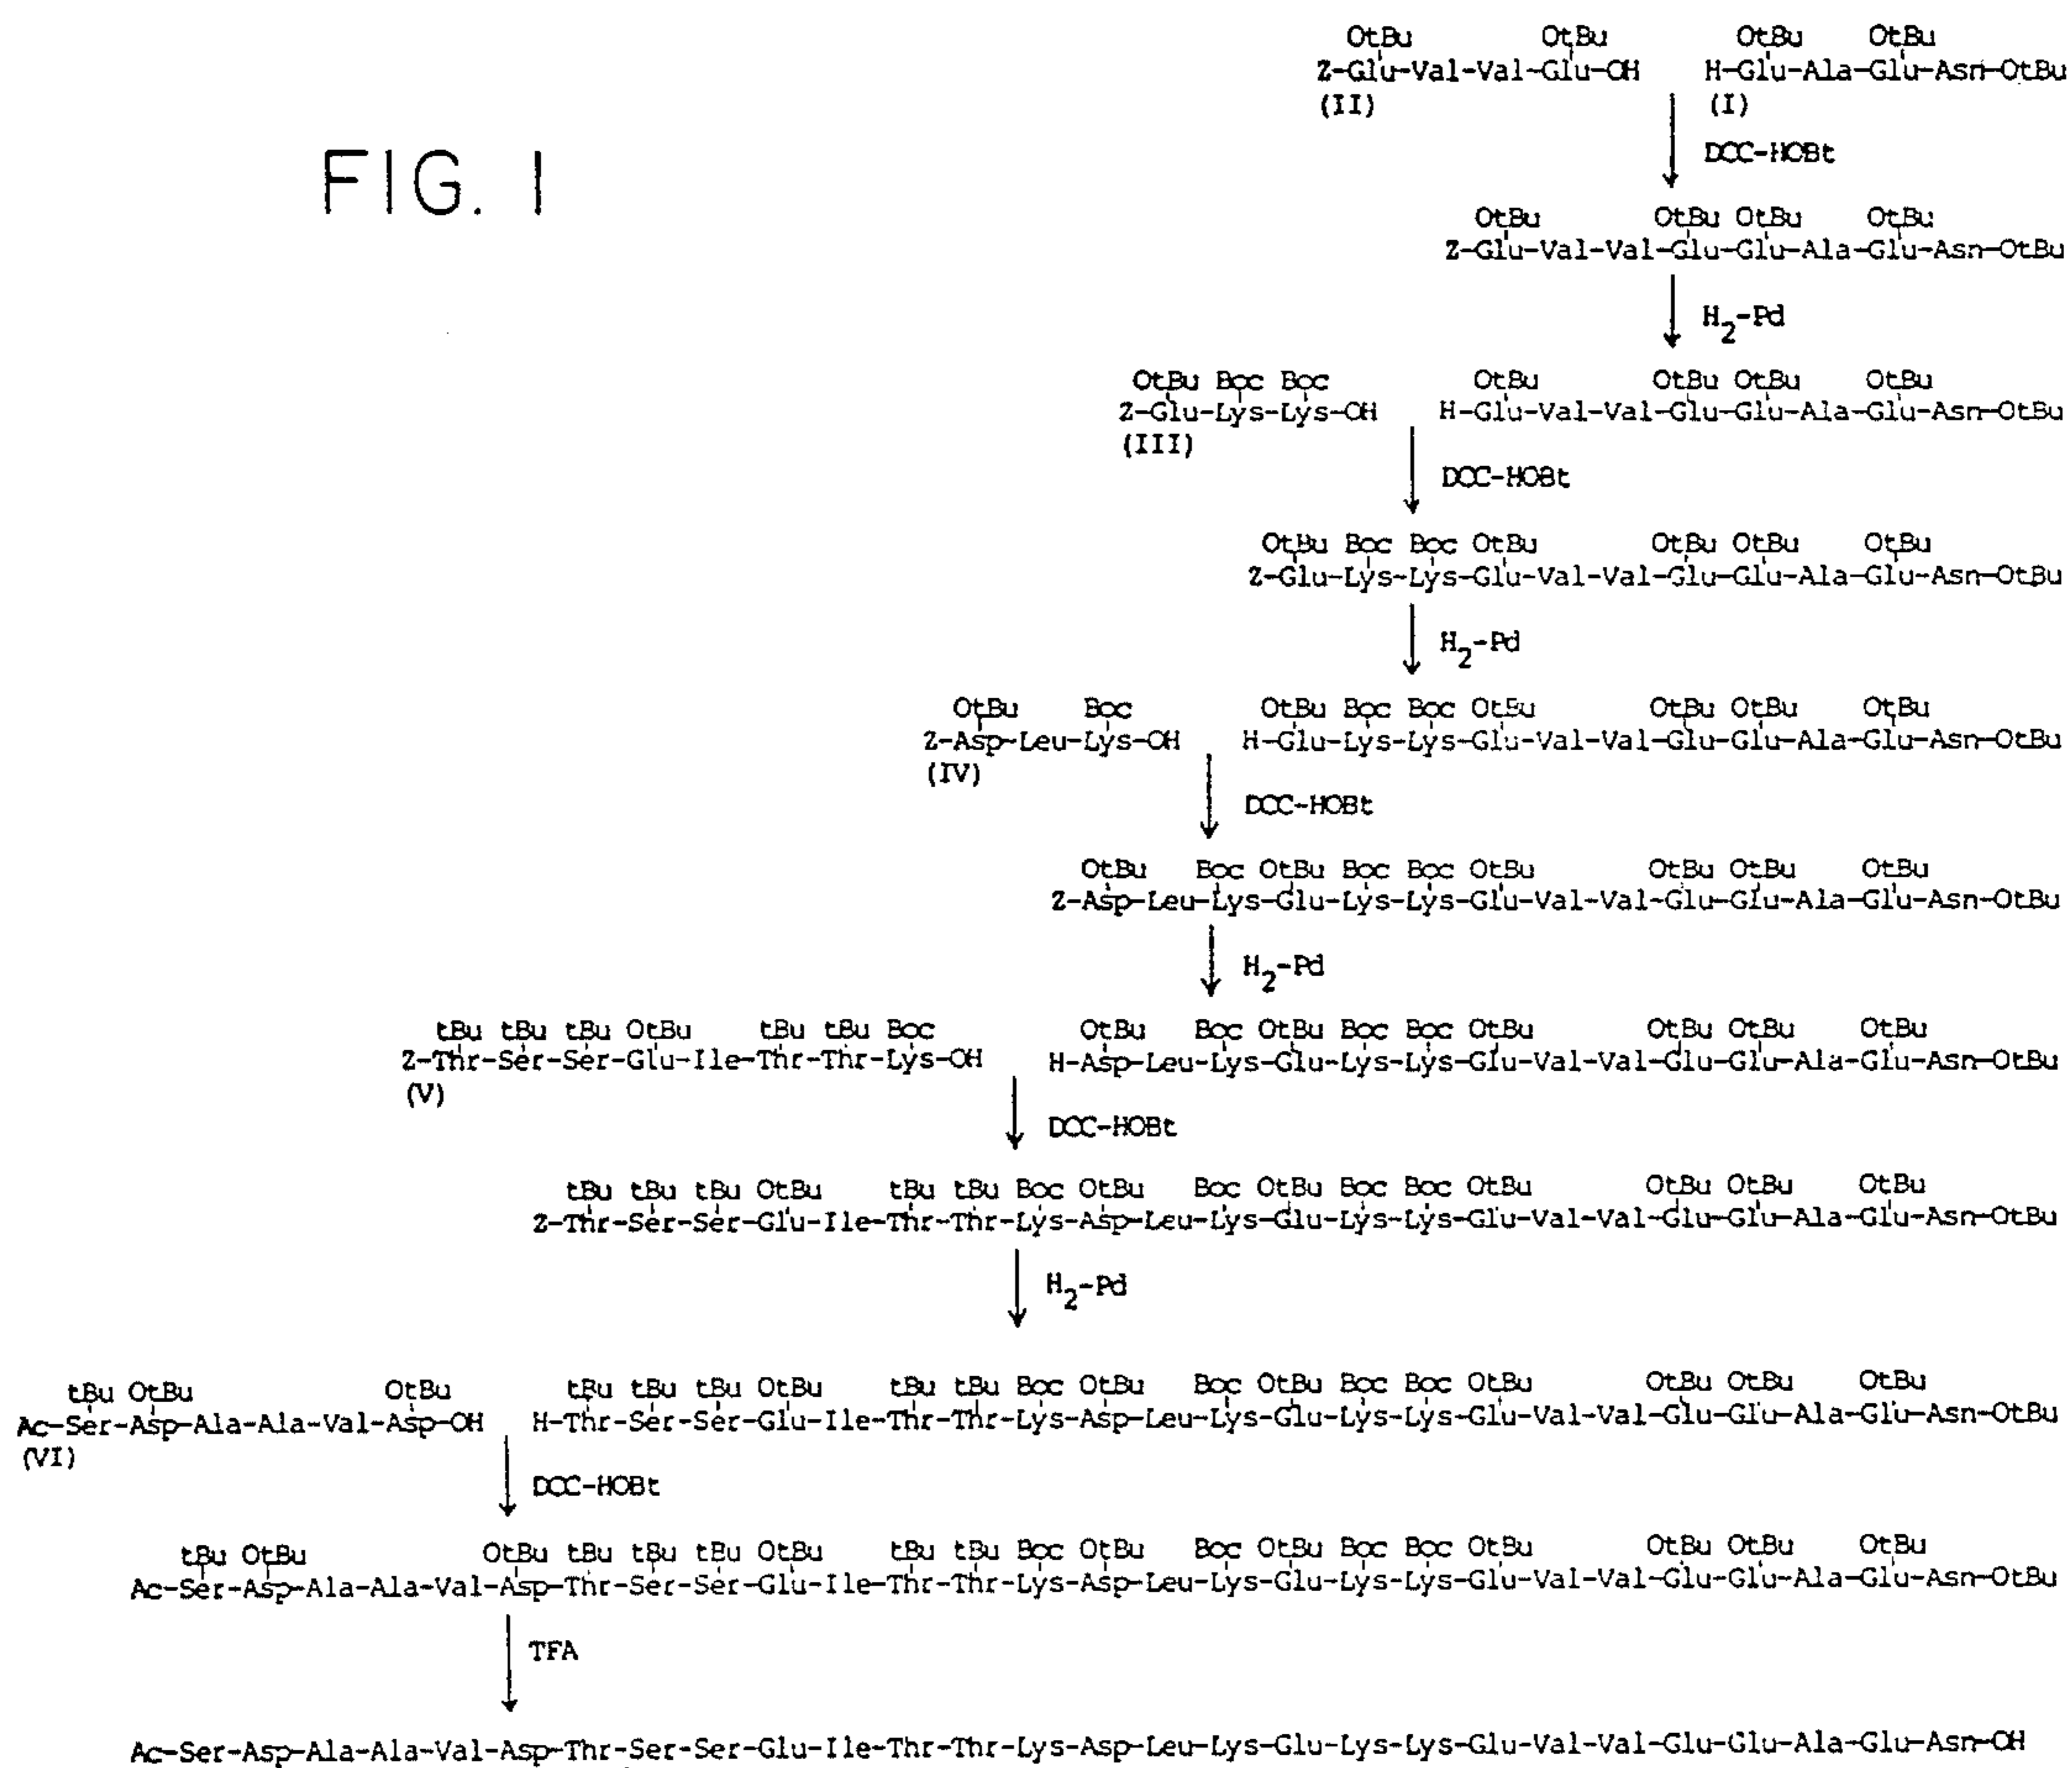 OtBu OtBu OtBu OtBu
Z-Glu-Val-Val-Glu-OH H-Glu-Ala-Glu-Asn-OtBu
(II) (I)
FIG. 1
DCC-HOBt
OtBu OtBu OtBu OtBu
Z-Glu-Val-Val-Glu-Glu-Ala-Glu-Asn-OtBu
H2-Pd
OtBu Boc Boc OtBu OtBu OtBu OtBu
Z-Glu-Lys-Lys-OH H-Glu-Val-Val-Glu-Glu-Ala-Glu-Asn-OtBu
(III)
DCC-HOBt
OtBu Boc Boc OtBu OtBu OtBu OtBu
Z-Glu-Lys-Lys-Glu-Val-Val-Glu-Glu-Ala-Glu-Asn-OtBu
H2-Pd
OtBu Boc OtBu Boc Boc OtBu OtBu OtBu OtBu
Z-Asp-Leu-Lys-OH H-Glu-Lys-Lys-Glu-Val-Val-Glu-Glu-Ala-Glu-Asn-OtBu
(IV)
DCC-HOBt
OtBu Boc OtBu Boc Boc OtBu OtBu OtBu OtBu
Z-Asp-Leu-Lys-Glu-Lys-Lys-Glu-Val-Val-Glu-Glu-Ala-Glu-Asn-OtBu
H2-Pd
tBu tBu tBu OtBu tBu tBu Boc OtBu Boc OtBu Boc Boc OtBu OtBu OtBu OtBu
Z-Thr-Ser-Ser-Glu-Ile-Thr-Thr-Lys-OH H-Asp-Leu-Lys-Glu-Lys-Lys-Glu-Val-Val-Glu-Glu-Ala-Glu-Asn-OtBu
(V)
DCC-HOBt
tBu tBu tBu OtBu tBu tBu Boc OtBu Boc OtBu Boc Boc OtBu OtBu OtBu OtBu
Z-Thr-Ser-Ser-Glu-Ile-Thr-Thr-Lys-Asp-Leu-Lys-Glu-Lys-Lys-Glu-Val-Val-Glu-Glu-Ala-Glu-Asn-OtBu
H2-Pd
tBu OtBu OtBu tBu tBu tBu OtBu tBu tBu Boc OtBu Boc OtBu Boc Boc OtBu OtBu OtBu OtBu
Ac-Ser-Asp-Ala-Ala-Val-Asp-OH H-Thr-Ser-Ser-Glu-Ile-Thr-Thr-Lys-Asp-Leu-Lys-Glu-Lys-Lys-Glu-Val-Val-Glu-Glu-Ala-Glu-Asn-OtBu
(VI)
DCC-HOBt
tBu OtBu OtBu tBu tBu tBu OtBu tBu tBu Boc OtBu Boc OtBu Boc Boc OtBu OtBu OtBu OtBu
Ac-Ser-Asp-Ala-Ala-Val-Asp-Thr-Ser-Ser-Glu-Ile-Thr-Thr-Lys-Asp-Leu-Lys-Glu-Lys-Lys-Glu-Val-Val-Glu-Glu-Ala-Glu-Asn-OtBu
TFA
Ac-Ser-Asp-Ala-Ala-Val-Asp-Thr-Ser-Ser-Glu-Ile-Thr-Thr-Lys-Asp-Leu-Lys-Glu-Lys-Lys-Glu-Val-Val-Glu-Glu-Ala-Glu-Asn-OH